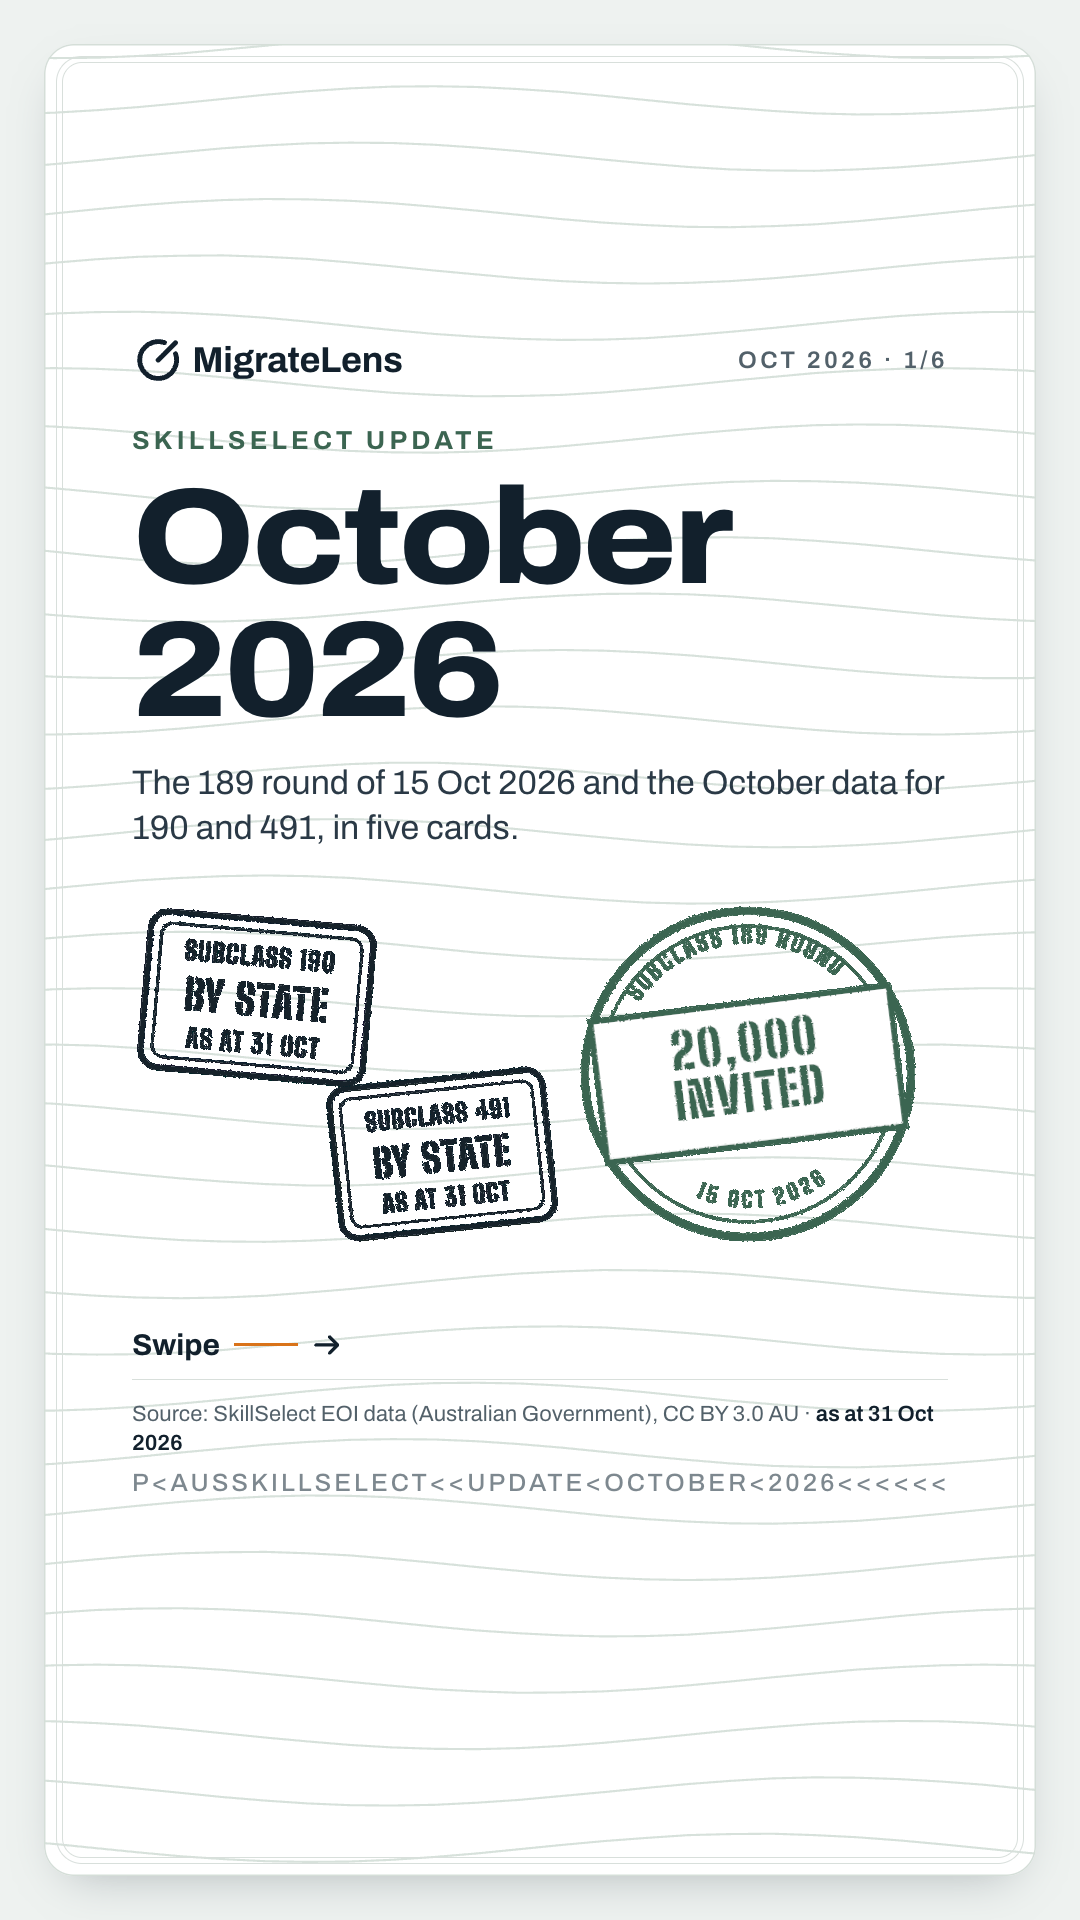 MigrateLens
OCT 2026 · 1/6
SKILLSELECT UPDATE
October
2026
The 189 round of 15 Oct 2026 and the October data for
190 and 491, in five cards.
SUBCLASS 190
BY STATE
AS AT 31 OCT
SUBCLASS 491
BY STATE
AS AT 31 OCT
SUBCLASS 189 ROUND
20,000
INVITED
15 OCT 2026
Swipe →
Source: SkillSelect EOI data (Australian Government), CC BY 3.0 AU · as at 31 Oct
2026
P<AUSSKILLSELECT<<UPDATE<OCTOBER<2026<<<<<<